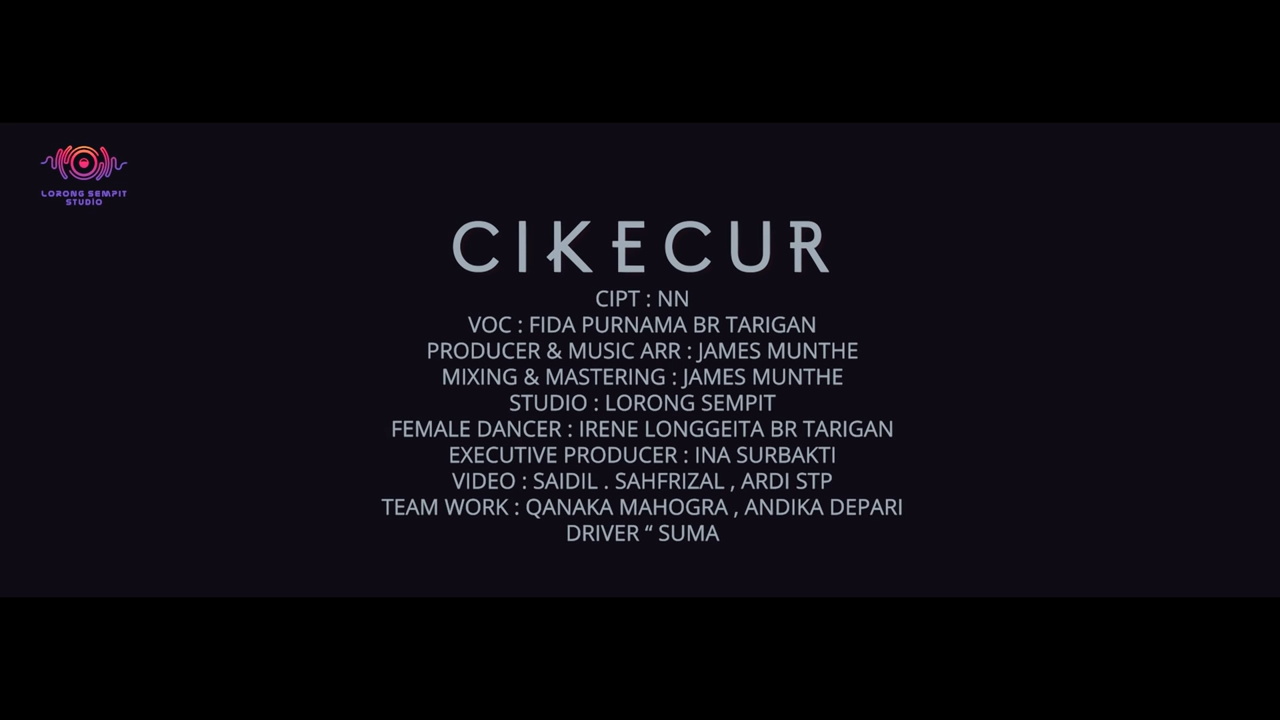 LORONG SEMPIT
STUDIO
CIKECUR
CIPT : NN
VOC : FIDA PURNAMA BR TARIGAN
PRODUCER & MUSIC ARR : JAMES MUNTHE
MIXING & MASTERING : JAMES MUNTHE
STUDIO : LORONG SEMPIT
FEMALE DANCER : IRENE LONGGEITA BR TARIGAN
EXECUTIVE PRODUCER : INA SURBAKTI
VIDEO : SAIDIL . SAHFRIZAL , ARDI STP
TEAM WORK : QANAKA MAHOGRA , ANDIKA DEPARI
DRIVER “ SUMA